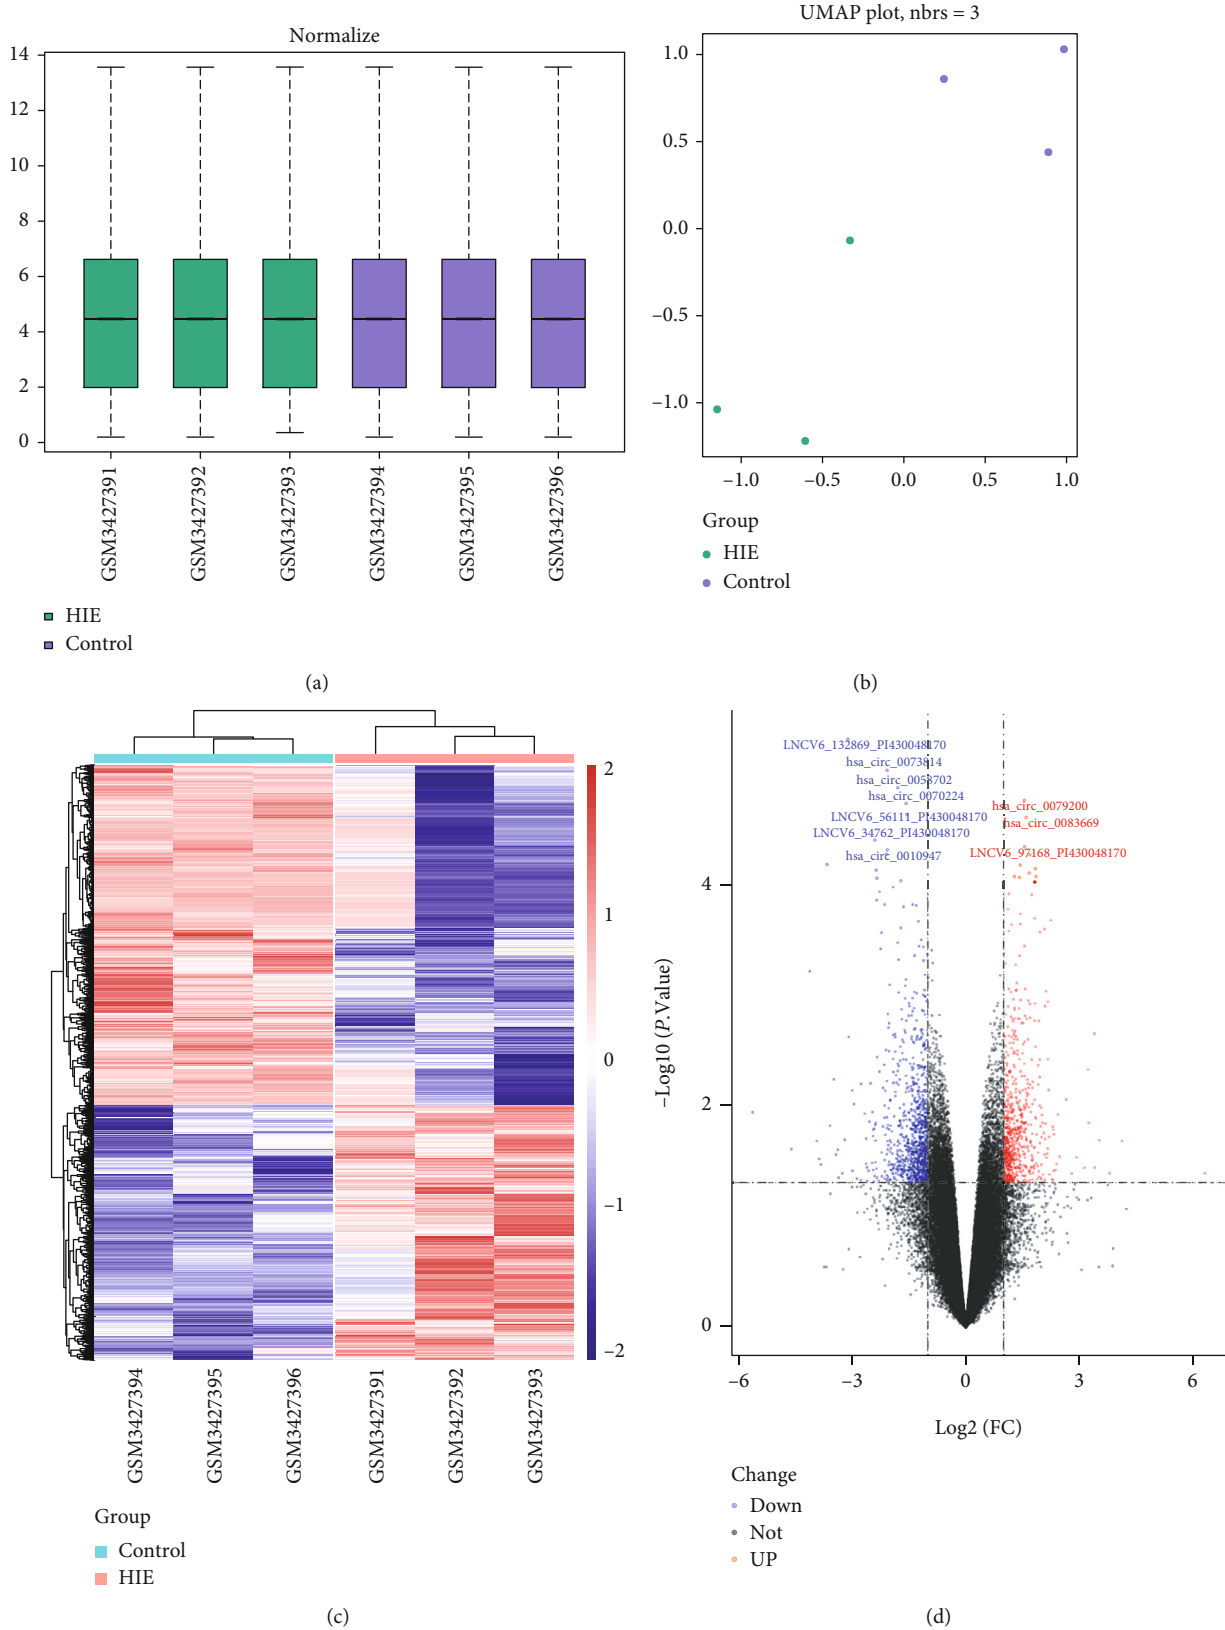 Normalize
14
12
10
8
6
4
2
0
GSM3427391
GSM3427392
GSM3427393
GSM3427394
GSM3427395
GSM3427396
HIE
Control
(a)
UMAP plot, nbrs = 3
1.0
0.5
0.0
−0.5
−1.0
−1.0
−0.5
0.0
0.5
1.0
Group
HIE
Control
(b)
2
1
0
−1
−2
GSM3427394
GSM3427395
GSM3427396
GSM3427391
GSM3427392
GSM3427393
Group
Control
HIE
(c)
LNCV6_132869_PI430048170
hsa_circ_0073814
hsa_circ_0058702
hsa_circ_0070224
LNCV6_56111_PI430048170
LNCV6_34762_PI430048170
hsa_circ_0010947
hsa_circ_0079200
hsa_circ_0083669
LNCV6_97168_PI430048170
−Log10 (P.Value)
4
2
0
−6
−3
0
3
6
Log2 (FC)
Change
Down
Not
UP
(d)